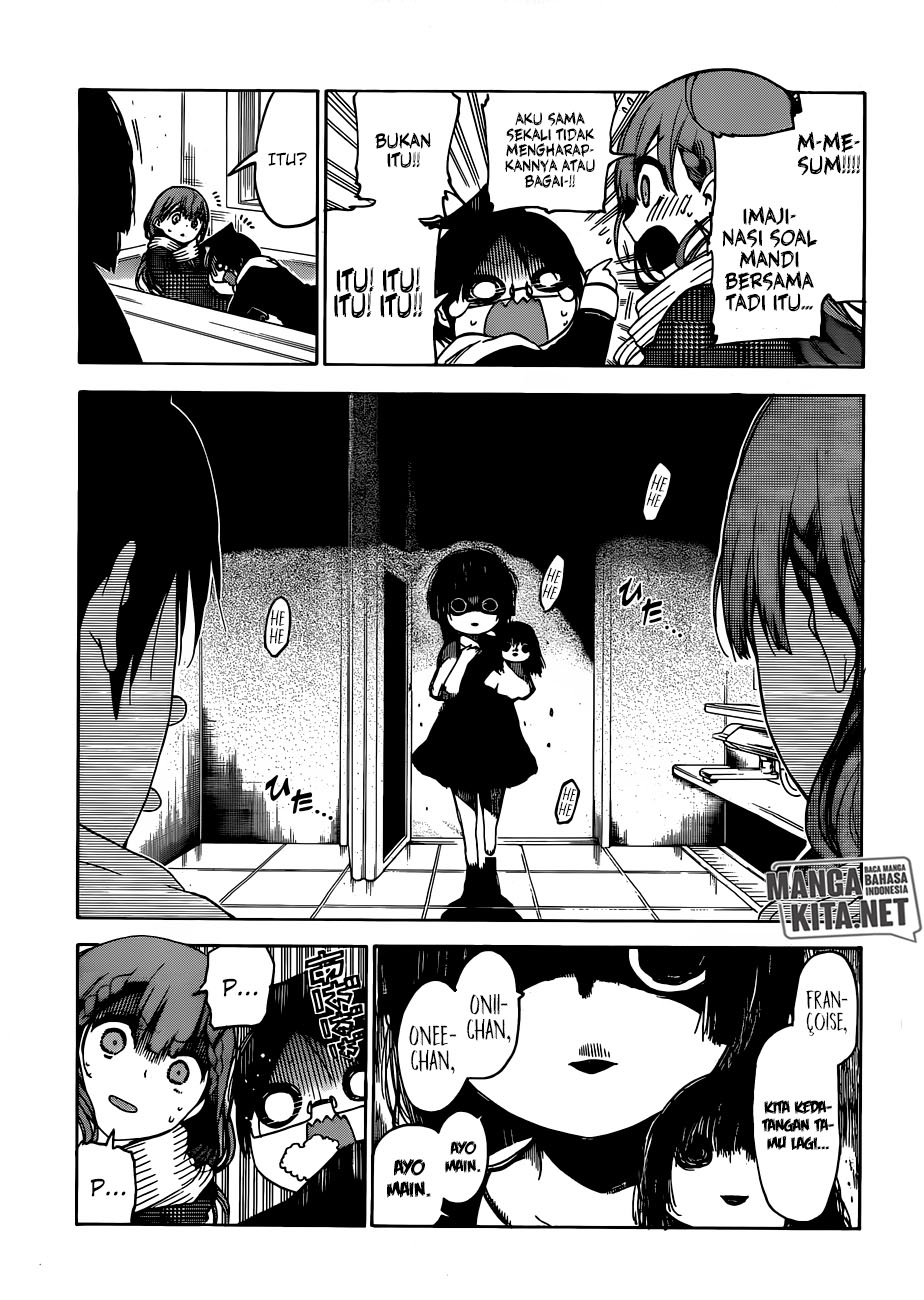 M-ME-
SUM!!!!
IMAJI-
NASI SOAL
MANDI
BERSAMA
TADI ITU...
AKU SAMA
SEKALI TIDAK
MENGHARAP-
KANNYA ATAU
BAGAI-!!
BUKAN
ITU!!
ITU! ITU!
ITU! ITU!!
ITU?
HE
HE
HE
HE
ひた...
HE
HE
ひた...
HE
HE
MANGA
KITA.NET
BACA MANGA
BAHASA
INDONESIA
FRAN-
ÇOISE,
KITA KEDA-
TANGAN TA-
MU LAGI...
ONII-
CHAN,
ONEE-
CHAN,
AYO
MAIN.
AYO
MAIN.
P...
P...